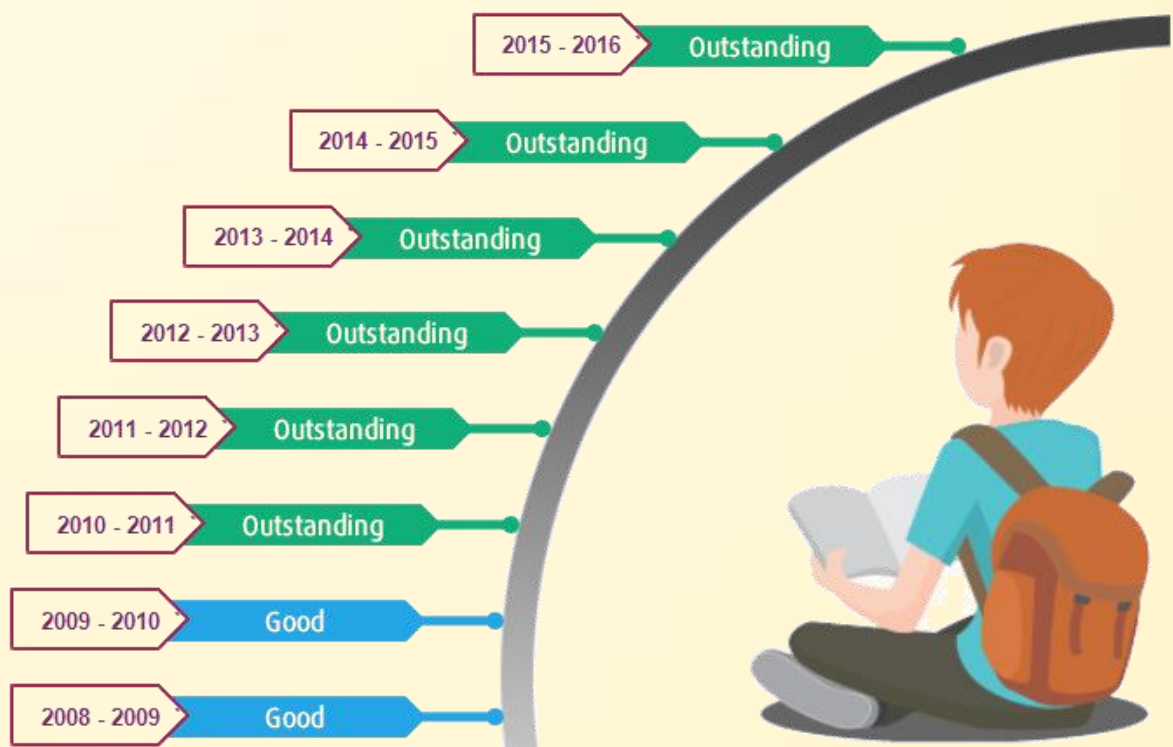 2015 - 2016 Outstanding
2014 - 2015 Outstanding
2013 - 2014 Outstanding
2012 - 2013 Outstanding
2011 - 2012 Outstanding
2010 - 2011 Outstanding
2009 - 2010 Good
2008 - 2009 Good